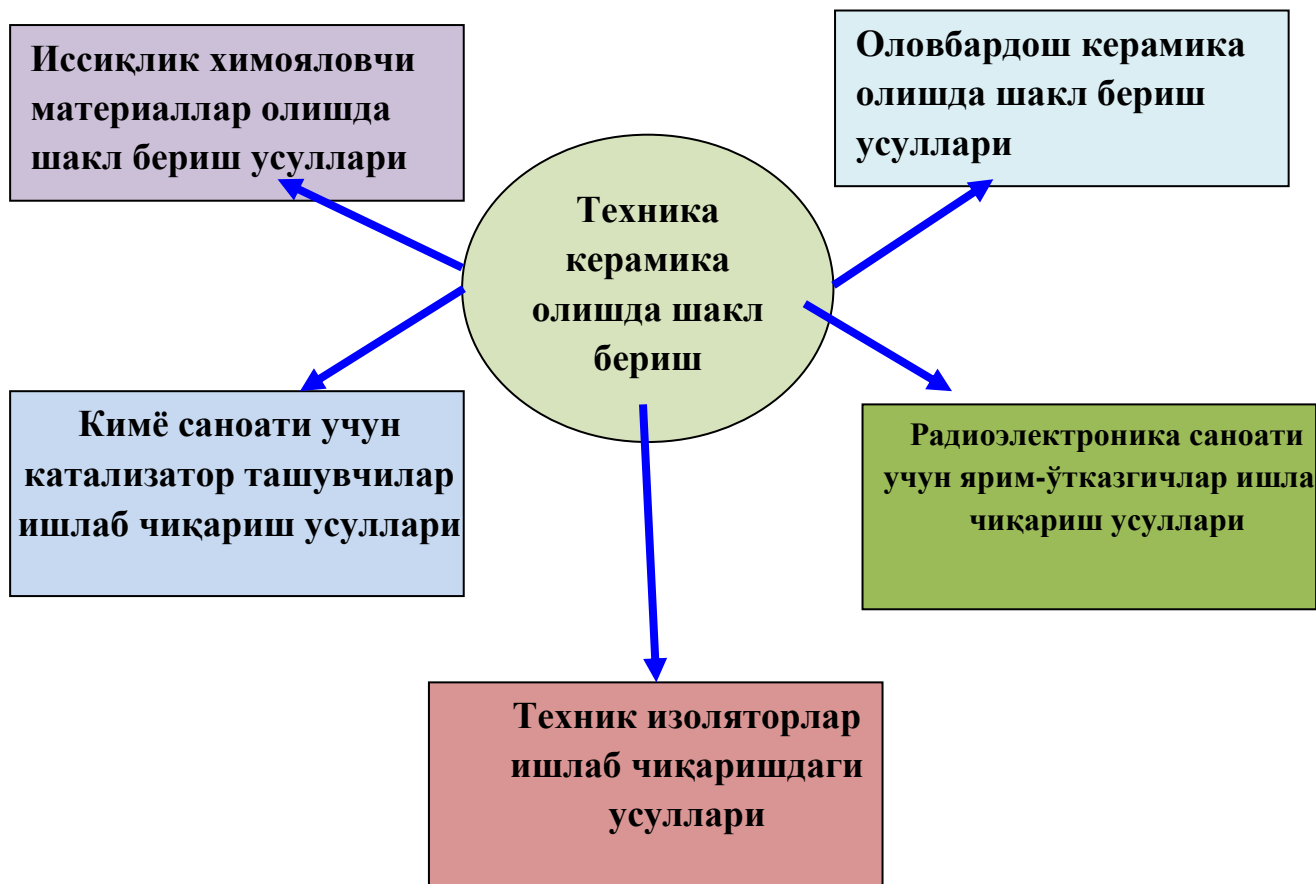 Иссиқлик химояловчи
материаллар олишда
шакл бериш усуллари
Оловбардош керамика
олишда шакл бериш
усуллари
Техника
керамика
олишда шакл
бериш
Кимё саноати учун
катализатор ташувчилар
ишлаб чиқариш усуллари
Радиоэлектроника саноати
учун ярим-ўтказгичлар ишла
чиқариш усуллари
Техник изоляторлар
ишлаб чиқаришдаги
усуллари